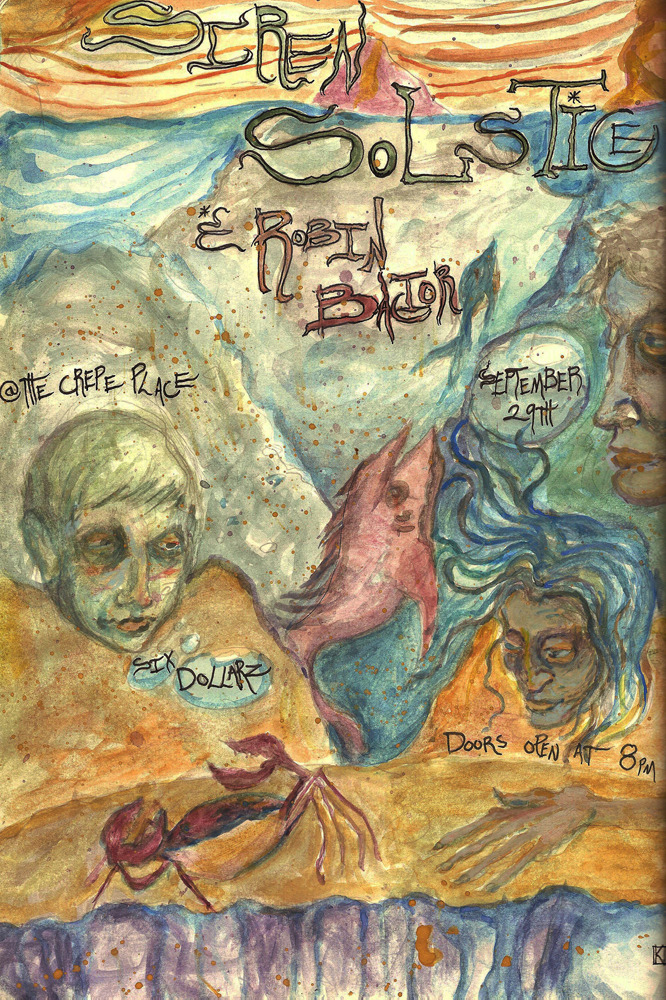 SIREN
SOLSTICE
& ROBIN
BACIOR
@ THE CREPE PLACE
SEPTEMBER
29TH
SIX DOLLARZ
DOORS OPEN AT 8PM
K